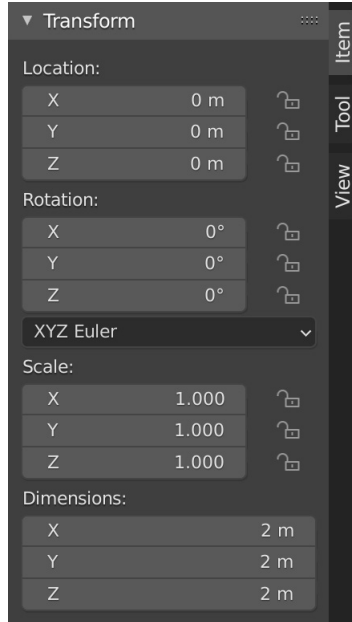 Transform
Location:
X 0 m
Y 0 m
Z 0 m
Rotation:
X 0°
Y 0°
Z 0°
XYZ Euler
Scale:
X 1.000
Y 1.000
Z 1.000
Dimensions:
X 2 m
Y 2 m
Z 2 m
Item
Tool
View